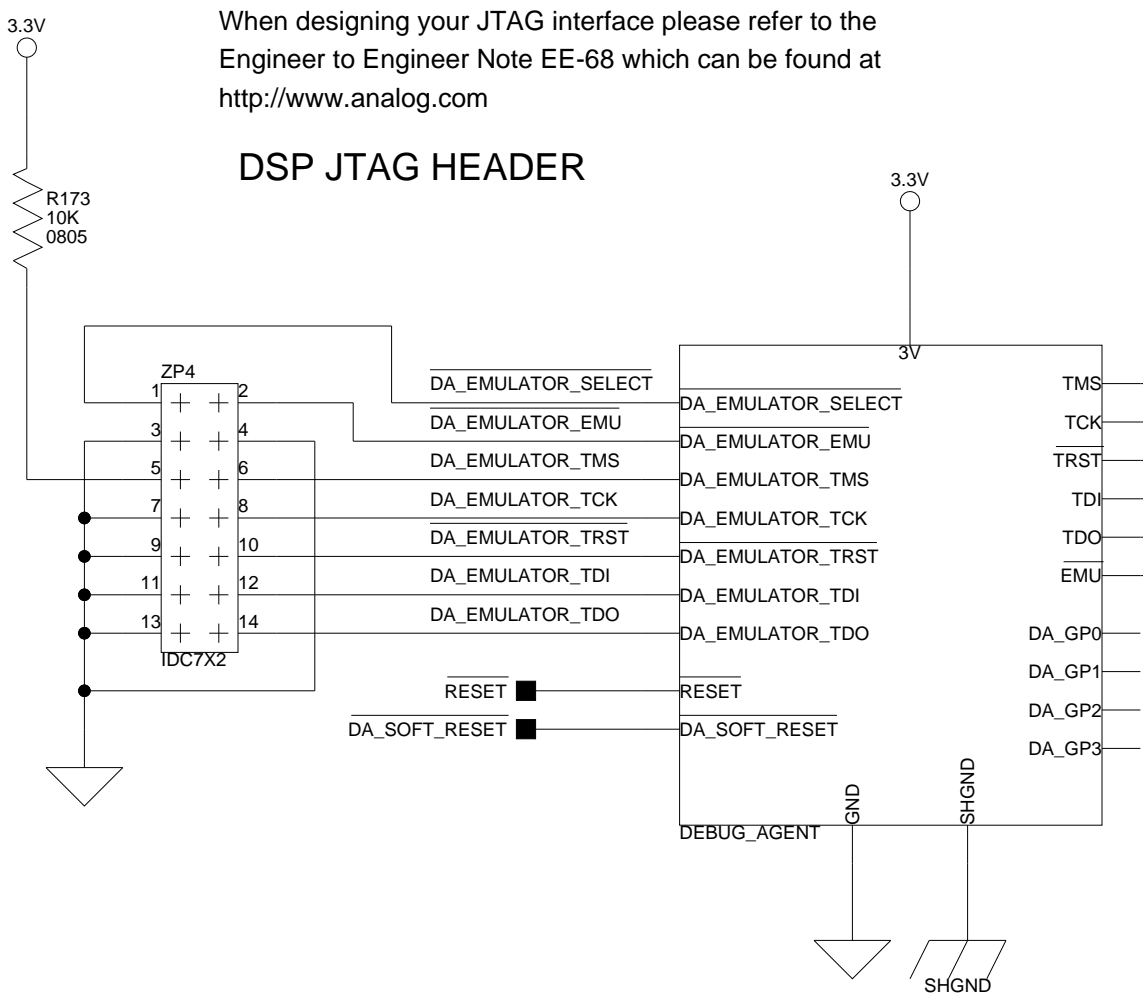 When designing your JTAG interface please refer to the
Engineer to Engineer Note EE-68 which can be found at
http://www.analog.com
DSP JTAG HEADER
3.3V
R173
10K
0805
3.3V
3V
ZP4
1 2
3 4
5 6
7 8
9 10
11 12
13 14
IDC7X2
DA_EMULATOR_SELECT
DA_EMULATOR_EMU
DA_EMULATOR_TMS
DA_EMULATOR_TCK
DA_EMULATOR_TRST
DA_EMULATOR_TDI
DA_EMULATOR_TDO
RESET
DA_SOFT_RESET
DA_EMULATOR_SELECT
DA_EMULATOR_EMU
DA_EMULATOR_TMS
DA_EMULATOR_TCK
DA_EMULATOR_TRST
DA_EMULATOR_TDI
DA_EMULATOR_TDO
RESET
DA_SOFT_RESET
TMS
TCK
TRST
TDI
TDO
EMU
DA_GP0
DA_GP1
DA_GP2
DA_GP3
GND
SHGND
DEBUG_AGENT
SHGND